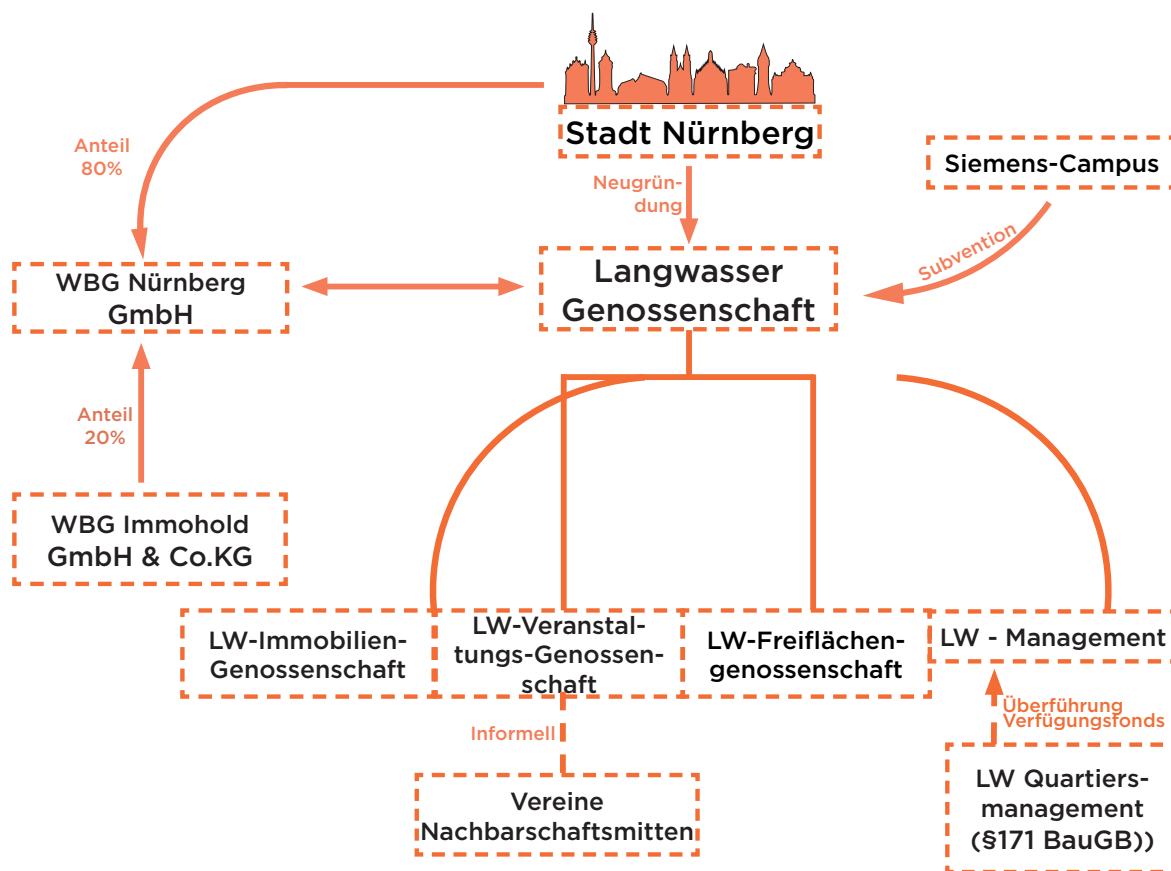 Stadt Nürnberg
Anteil
80%
Siemens-Campus
Neugrün-
dung
Subvention
WBG Nürnberg
GmbH
Langwasser
Genossenschaft
Anteil
20%
WBG Immohold
GmbH & Co.KG
LW-Immobilien-
Genossenschaft
LW-Veranstal-
tungs-Genossen-
schaft
LW-Freiflächen-
genossenschaft
LW - Management
Informell
Überführung
Verfügungsfonds
Vereine
Nachbarschaftsmitten
LW Quartiers-
management
(§171 BauGB))